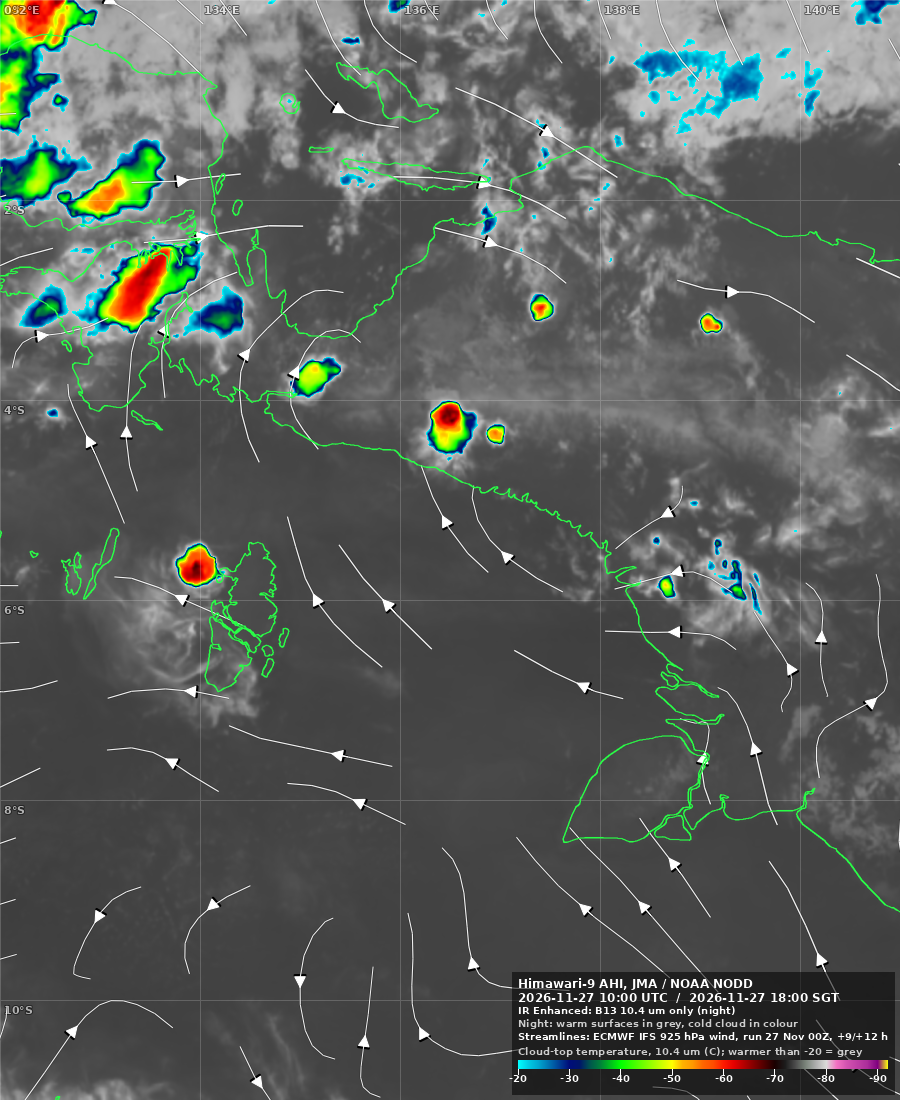 132°E 134°E 136°E 138°E 140°E
2°S
4°S
6°S
8°S
10°S
Himawari-9 AHI, JMA / NOAA NODD
2026-11-27 10:00 UTC / 2026-11-27 18:00 SGT
IR Enhanced: B13 10.4 um only (night)
Night: warm surfaces in grey, cold cloud in colour
Streamlines: ECMWF IFS 925 hPa wind, run 27 Nov 00Z, +9/+12 h
Cloud-top temperature, 10.4 um (C); warmer than -20 = grey
-20 -30 -40 -50 -60 -70 -80 -90